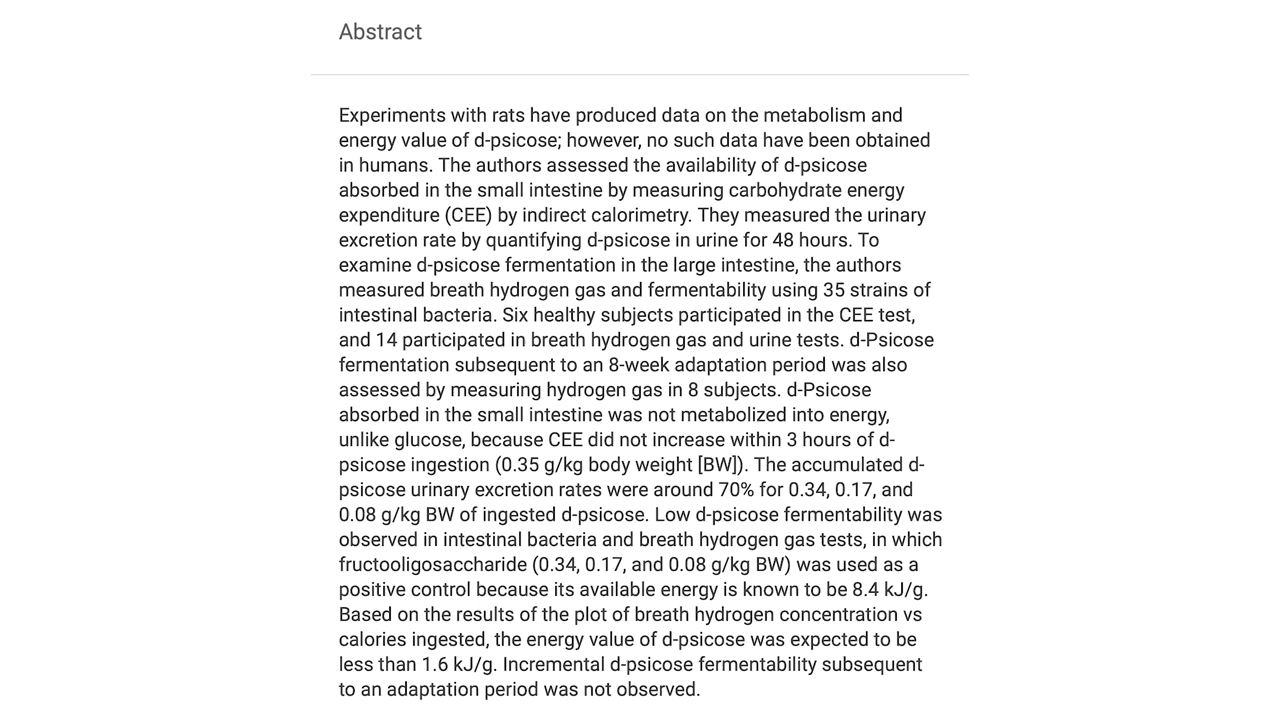 Abstract
Experiments with rats have produced data on the metabolism and
energy value of d-psicose; however, no such data have been obtained
in humans. The authors assessed the availability of d-psicose
absorbed in the small intestine by measuring carbohydrate energy
expenditure (CEE) by indirect calorimetry. They measured the urinary
excretion rate by quantifying d-psicose in urine for 48 hours. To
examine d-psicose fermentation in the large intestine, the authors
measured breath hydrogen gas and fermentability using 35 strains of
intestinal bacteria. Six healthy subjects participated in the CEE test,
and 14 participated in breath hydrogen gas and urine tests. d-Psicose
fermentation subsequent to an 8-week adaptation period was also
assessed by measuring hydrogen gas in 8 subjects. d-Psicose
absorbed in the small intestine was not metabolized into energy,
unlike glucose, because CEE did not increase within 3 hours of d-
psicose ingestion (0.35 g/kg body weight [BW]). The accumulated d-
psicose urinary excretion rates were around 70% for 0.34, 0.17, and
0.08 g/kg BW of ingested d-psicose. Low d-psicose fermentability was
observed in intestinal bacteria and breath hydrogen gas tests, in which
fructooligosaccharide (0.34, 0.17, and 0.08 g/kg BW) was used as a
positive control because its available energy is known to be 8.4 kJ/g.
Based on the results of the plot of breath hydrogen concentration vs
calories ingested, the energy value of d-psicose was expected to be
less than 1.6 kJ/g. Incremental d-psicose fermentability subsequent
to an adaptation period was not observed.